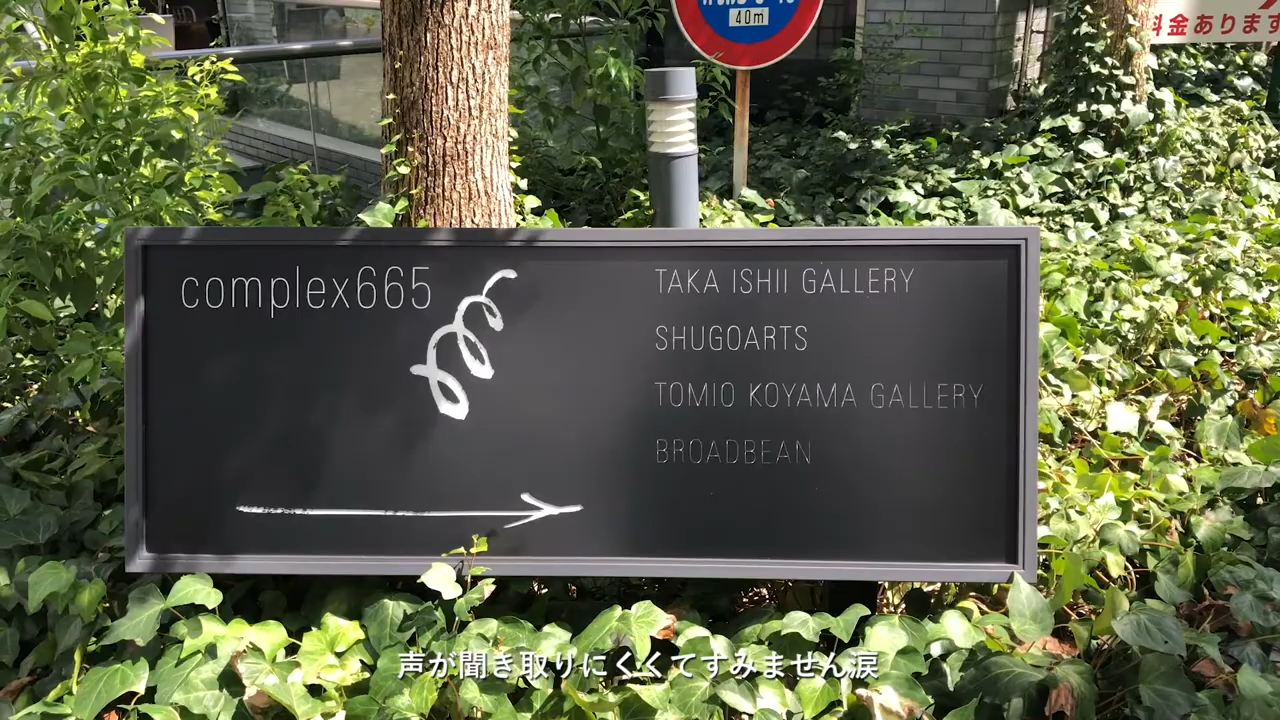 40m
料金あります
complex665
TAKA ISHII GALLERY
SHUGOARTS
TOMIO KOYAMA GALLERY
BROADBEAN
声が聞き取りにくくてすみません涙